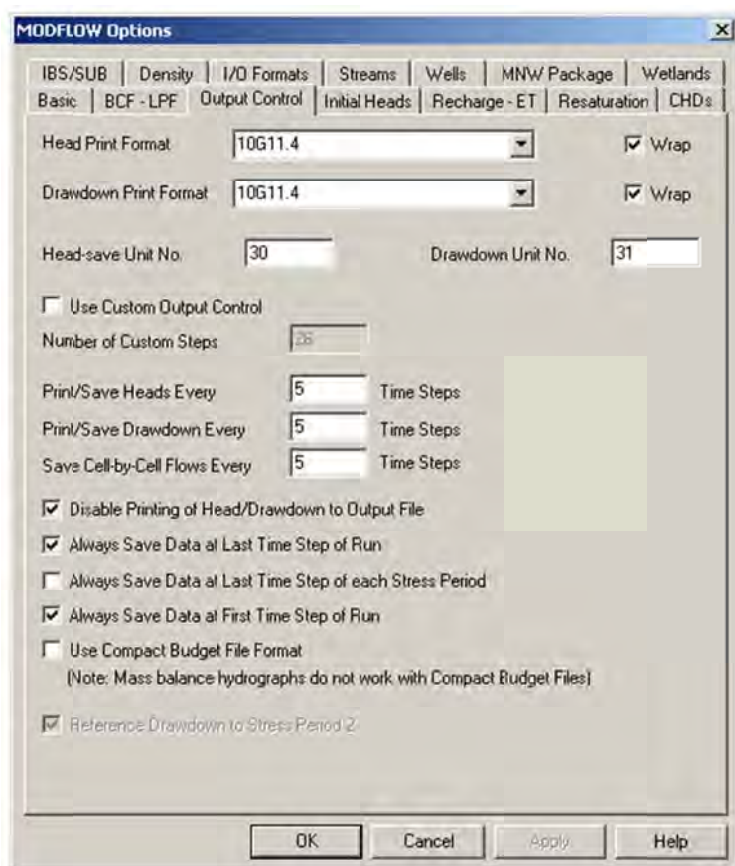 MODFLOW Options
IBS/SUB Density I/O Formats Streams Wells MNW Package Wetlands
Basic BCF - LPF Output Control Initial Heads Recharge - ET Resaturation CHDs
Head Print Format 10G11.4 Wrap
Drawdown Print Format 10G11.4 Wrap
Head-save Unit No. 30 Drawdown Unit No. 31
Use Custom Output Control
Number of Custom Steps 26
Print/Save Heads Every 5 Time Steps
Print/Save Drawdown Every 5 Time Steps
Save Cell-by-Cell Flows Every 5 Time Steps
Disable Printing of Head/Drawdown to Output File
Always Save Data at Last Time Step of Run
Always Save Data at Last Time Step of each Stress Period
Always Save Data at First Time Step of Run
Use Compact Budget File Format
(Note: Mass balance hydrographs do not work with Compact Budget Files)
Reference Drawdown to Stress Period 2
OK Cancel Apply Help